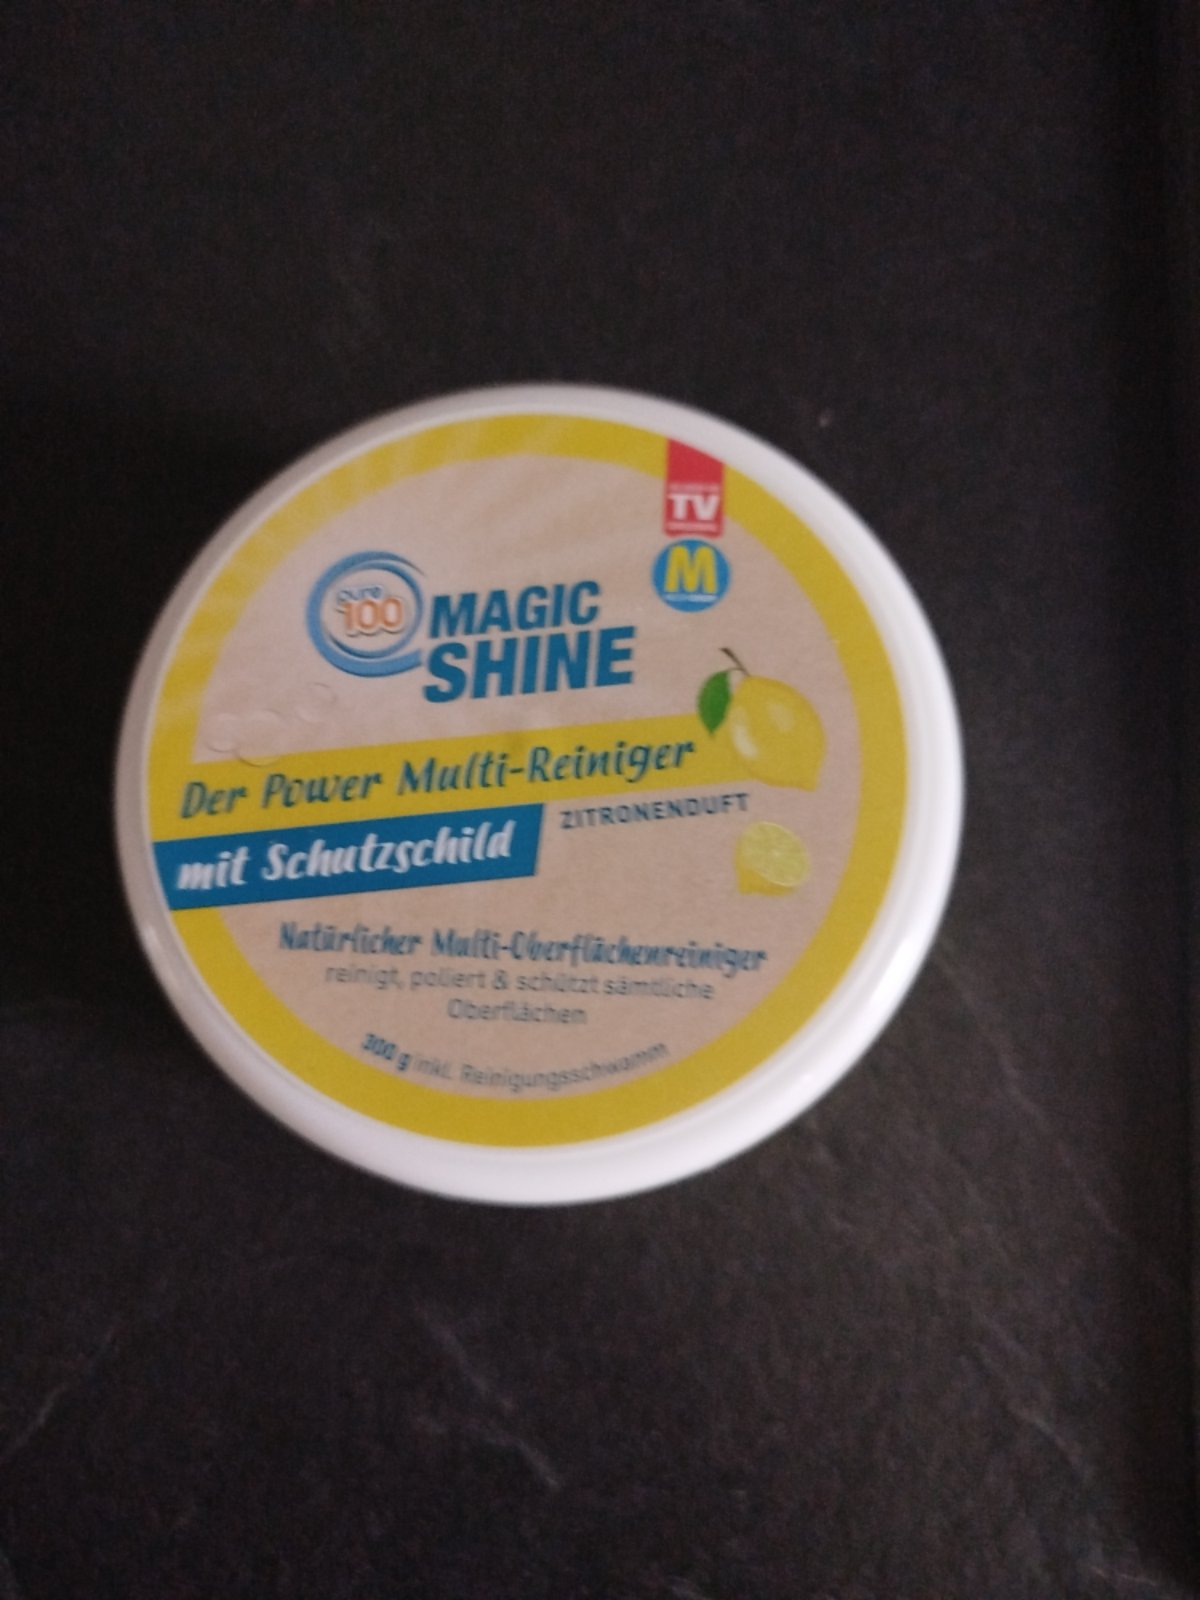 TV
M
pure
100
MAGIC
SHINE
Der Power Multi-Reiniger
mit Schutzschild
ZITRONENDUFT
Natürlicher Multi-Oberflächenreiniger
reinigt, poliert & schützt sämtliche
Oberflächen
300 g inkl. Reinigungsschwamm